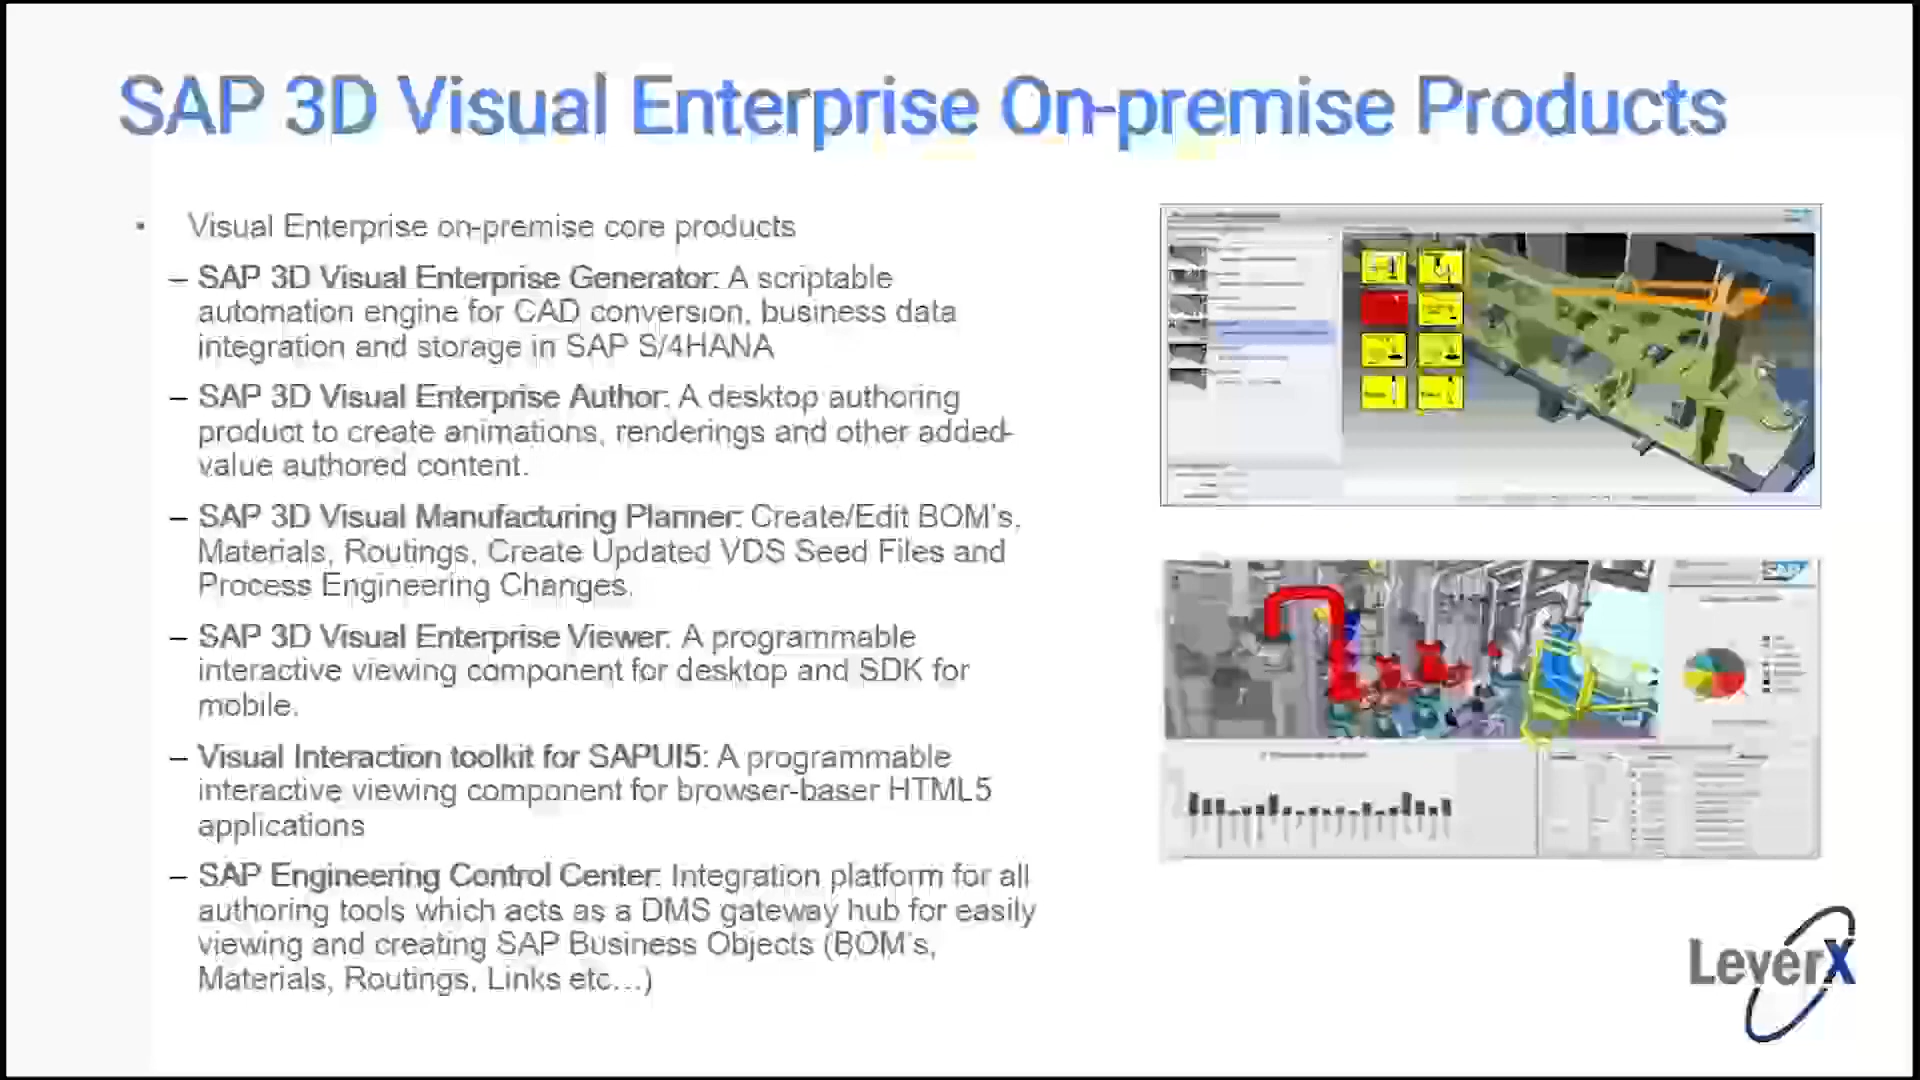 SAP 3D Visual Enterprise On-premise Products
• Visual Enterprise on-premise core products
– SAP 3D Visual Enterprise Generator: A scriptable
automation engine for CAD conversion, business data
integration and storage in SAP S/4HANA
– SAP 3D Visual Enterprise Author: A desktop authoring
product to create animations, renderings and other added-
value authored content.
– SAP 3D Visual Manufacturing Planner: Create/Edit BOM's,
Materials, Routings, Create Updated VDS Seed Files and
Process Engineering Changes.
– SAP 3D Visual Enterprise Viewer: A programmable
interactive viewing component for desktop and SDK for
mobile.
– Visual Interaction toolkit for SAPUI5: A programmable
interactive viewing component for browser-baser HTML5
applications
– SAP Engineering Control Center: Integration platform for all
authoring tools which acts as a DMS gateway hub for easily
viewing and creating SAP Business Objects (BOM's,
Materials, Routings, Links etc...)
SAP
LeverX